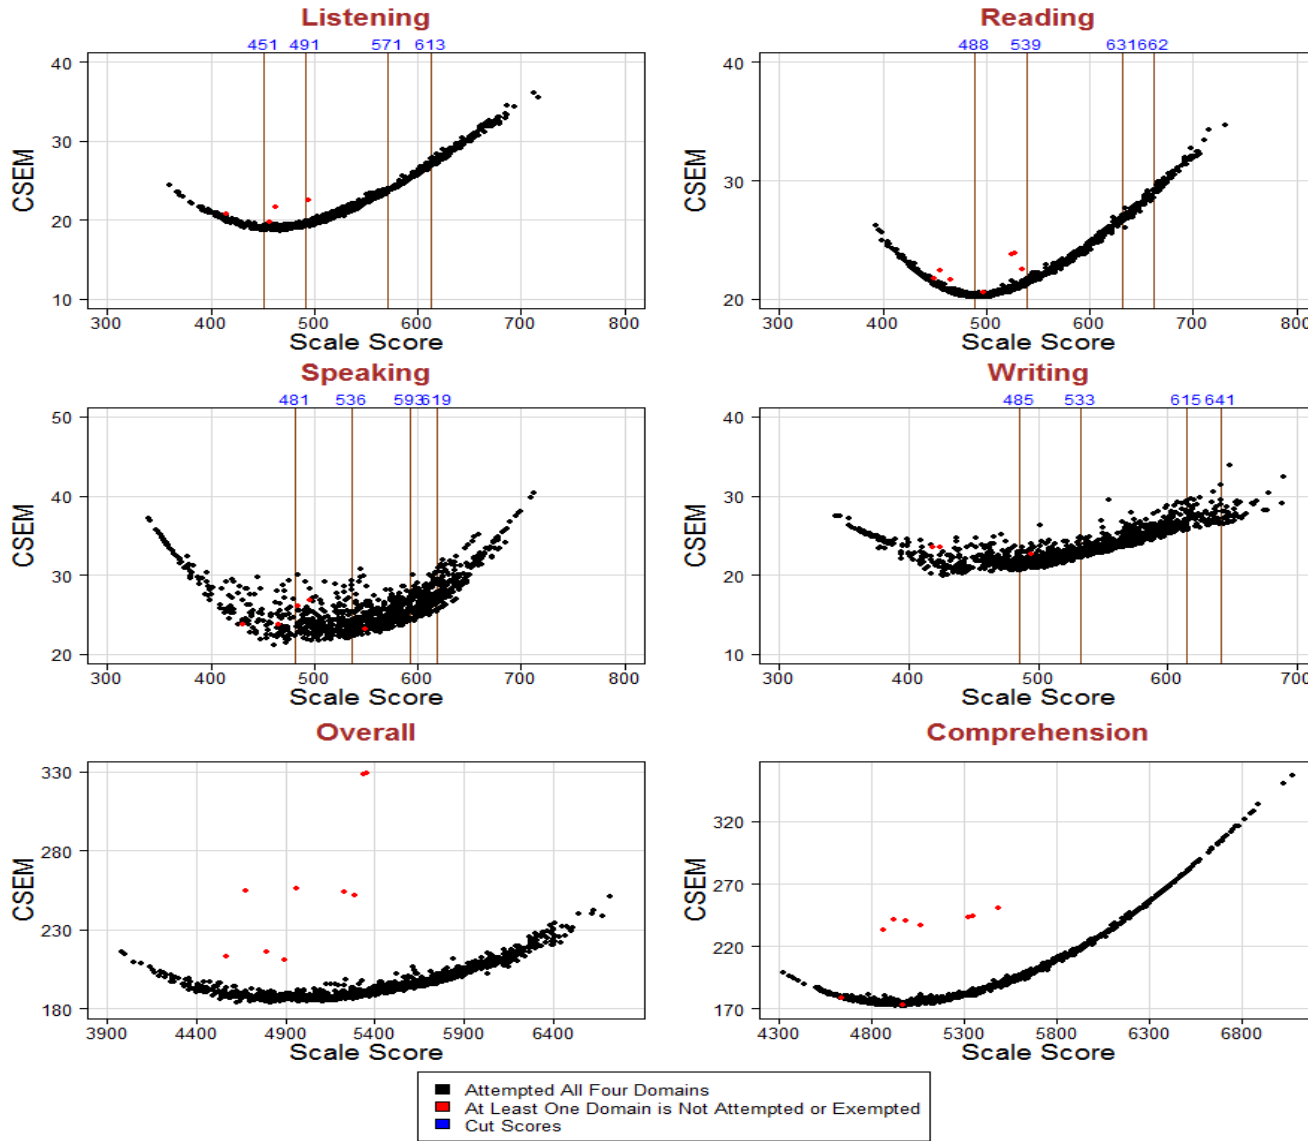 Listening
451 491 571 613
40
30
20
10
CSEM
300 400 500 600 700 800
Scale Score
Reading
488 539 631 662
40
30
20
CSEM
300 400 500 600 700 800
Scale Score
Speaking
481 536 593 619
50
40
30
20
CSEM
300 400 500 600 700 800
Scale Score
Writing
485 533 615 641
40
30
20
10
CSEM
300 400 500 600 700
Scale Score
Overall
330
280
230
180
CSEM
3900 4400 4900 5400 5900 6400
Scale Score
Comprehension
320
270
220
170
CSEM
4300 4800 5300 5800 6300 6800
Scale Score
Attempted All Four Domains
At Least One Domain is Not Attempted or Exempted
Cut Scores